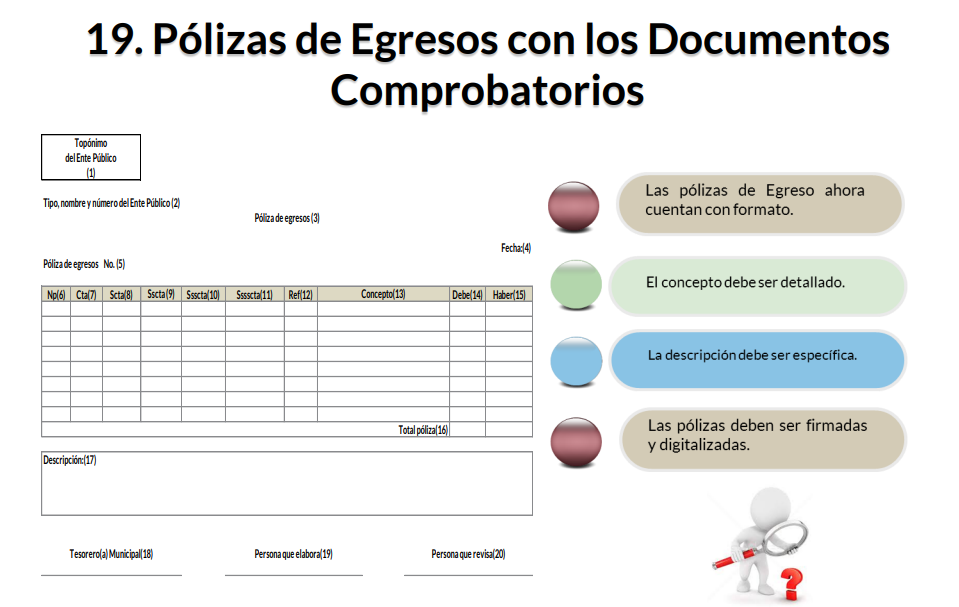 19. Pólizas de Egresos con los Documentos
Comprobatorios
Topónimo
del Ente Público
(1)
Tipo, nombre y número del Ente Público (2)
Póliza de egresos (3)
Fecha:(4)
Póliza de egresos No. (5)
Np(6) Cta(7) Scta(8) Sscta (9) Ssscta(10) Sssscta(11) Ref(12) Concepto(13) Debe(14) Haber(15)
Total póliza(16)
Descripción:(17)
Tesorero(a) Municipal(18) Persona que elabora(19) Persona que revisa(20)
Las pólizas de Egreso ahora
cuentan con formato.
El concepto debe ser detallado.
La descripción debe ser específica.
Las pólizas deben ser firmadas
y digitalizadas.